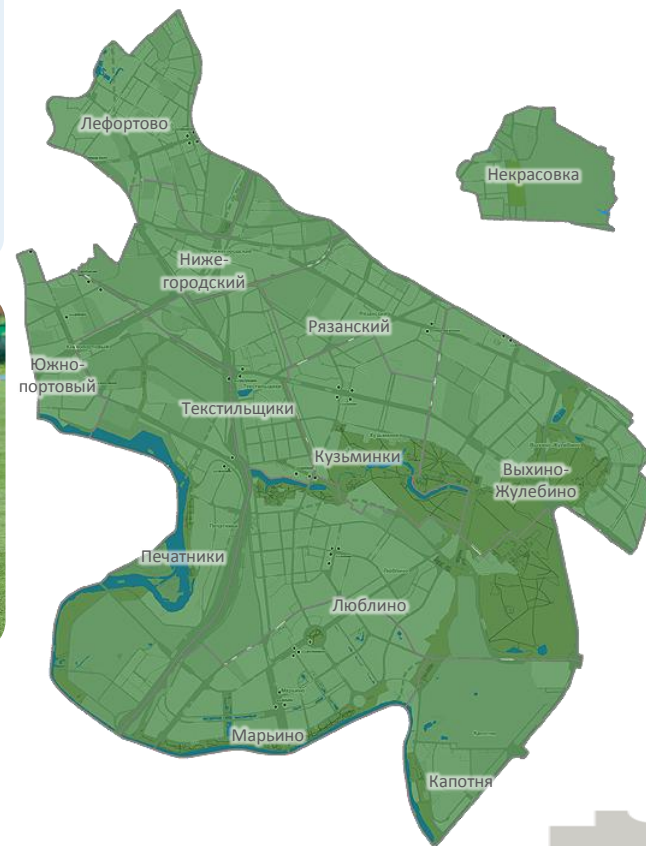 Лефортово
Некрасовка
Ниже-
городский
Рязанский
Южно-
портовый
Текстильщики
Кузьминки
Выхино-
Жулебино
Печатники
Люблино
Марьино
Капотня